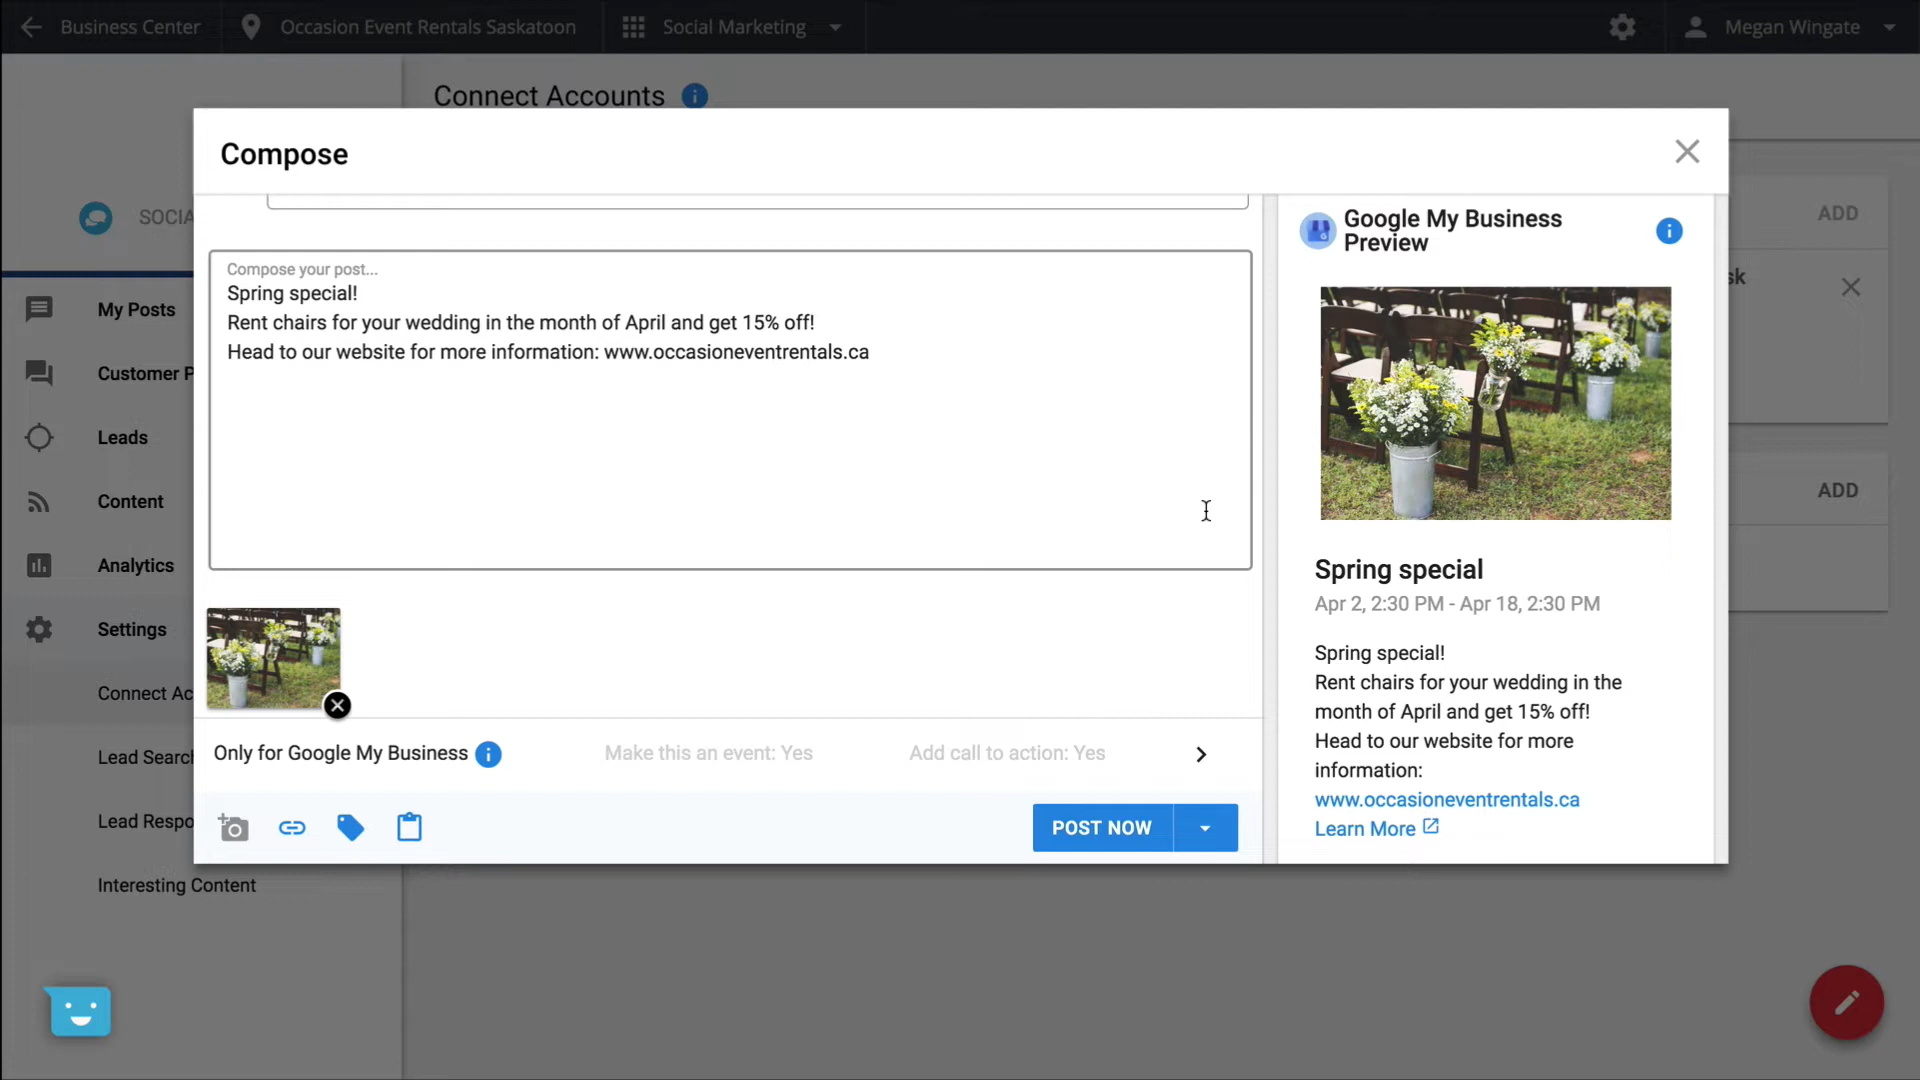 Business Center
Occasion Event Rentals Saskatoon
Social Marketing
Megan Wingate
Connect Accounts
Compose
SOCIA
ADD
sk
My Posts
Customer P
Leads
Content
Analytics
Settings
Connect Ac
Lead Searc
Lead Respo
Interesting Content
Compose your post...
Spring special!
Rent chairs for your wedding in the month of April and get 15% off!
Head to our website for more information: www.occasioneventrentals.ca
Only for Google My Business
Make this an event: Yes
Add call to action: Yes
POST NOW
Google My Business
Preview
Spring special
Apr 2, 2:30 PM - Apr 18, 2:30 PM
Spring special!
Rent chairs for your wedding in the
month of April and get 15% off!
Head to our website for more
information:
www.occasioneventrentals.ca
Learn More
ADD